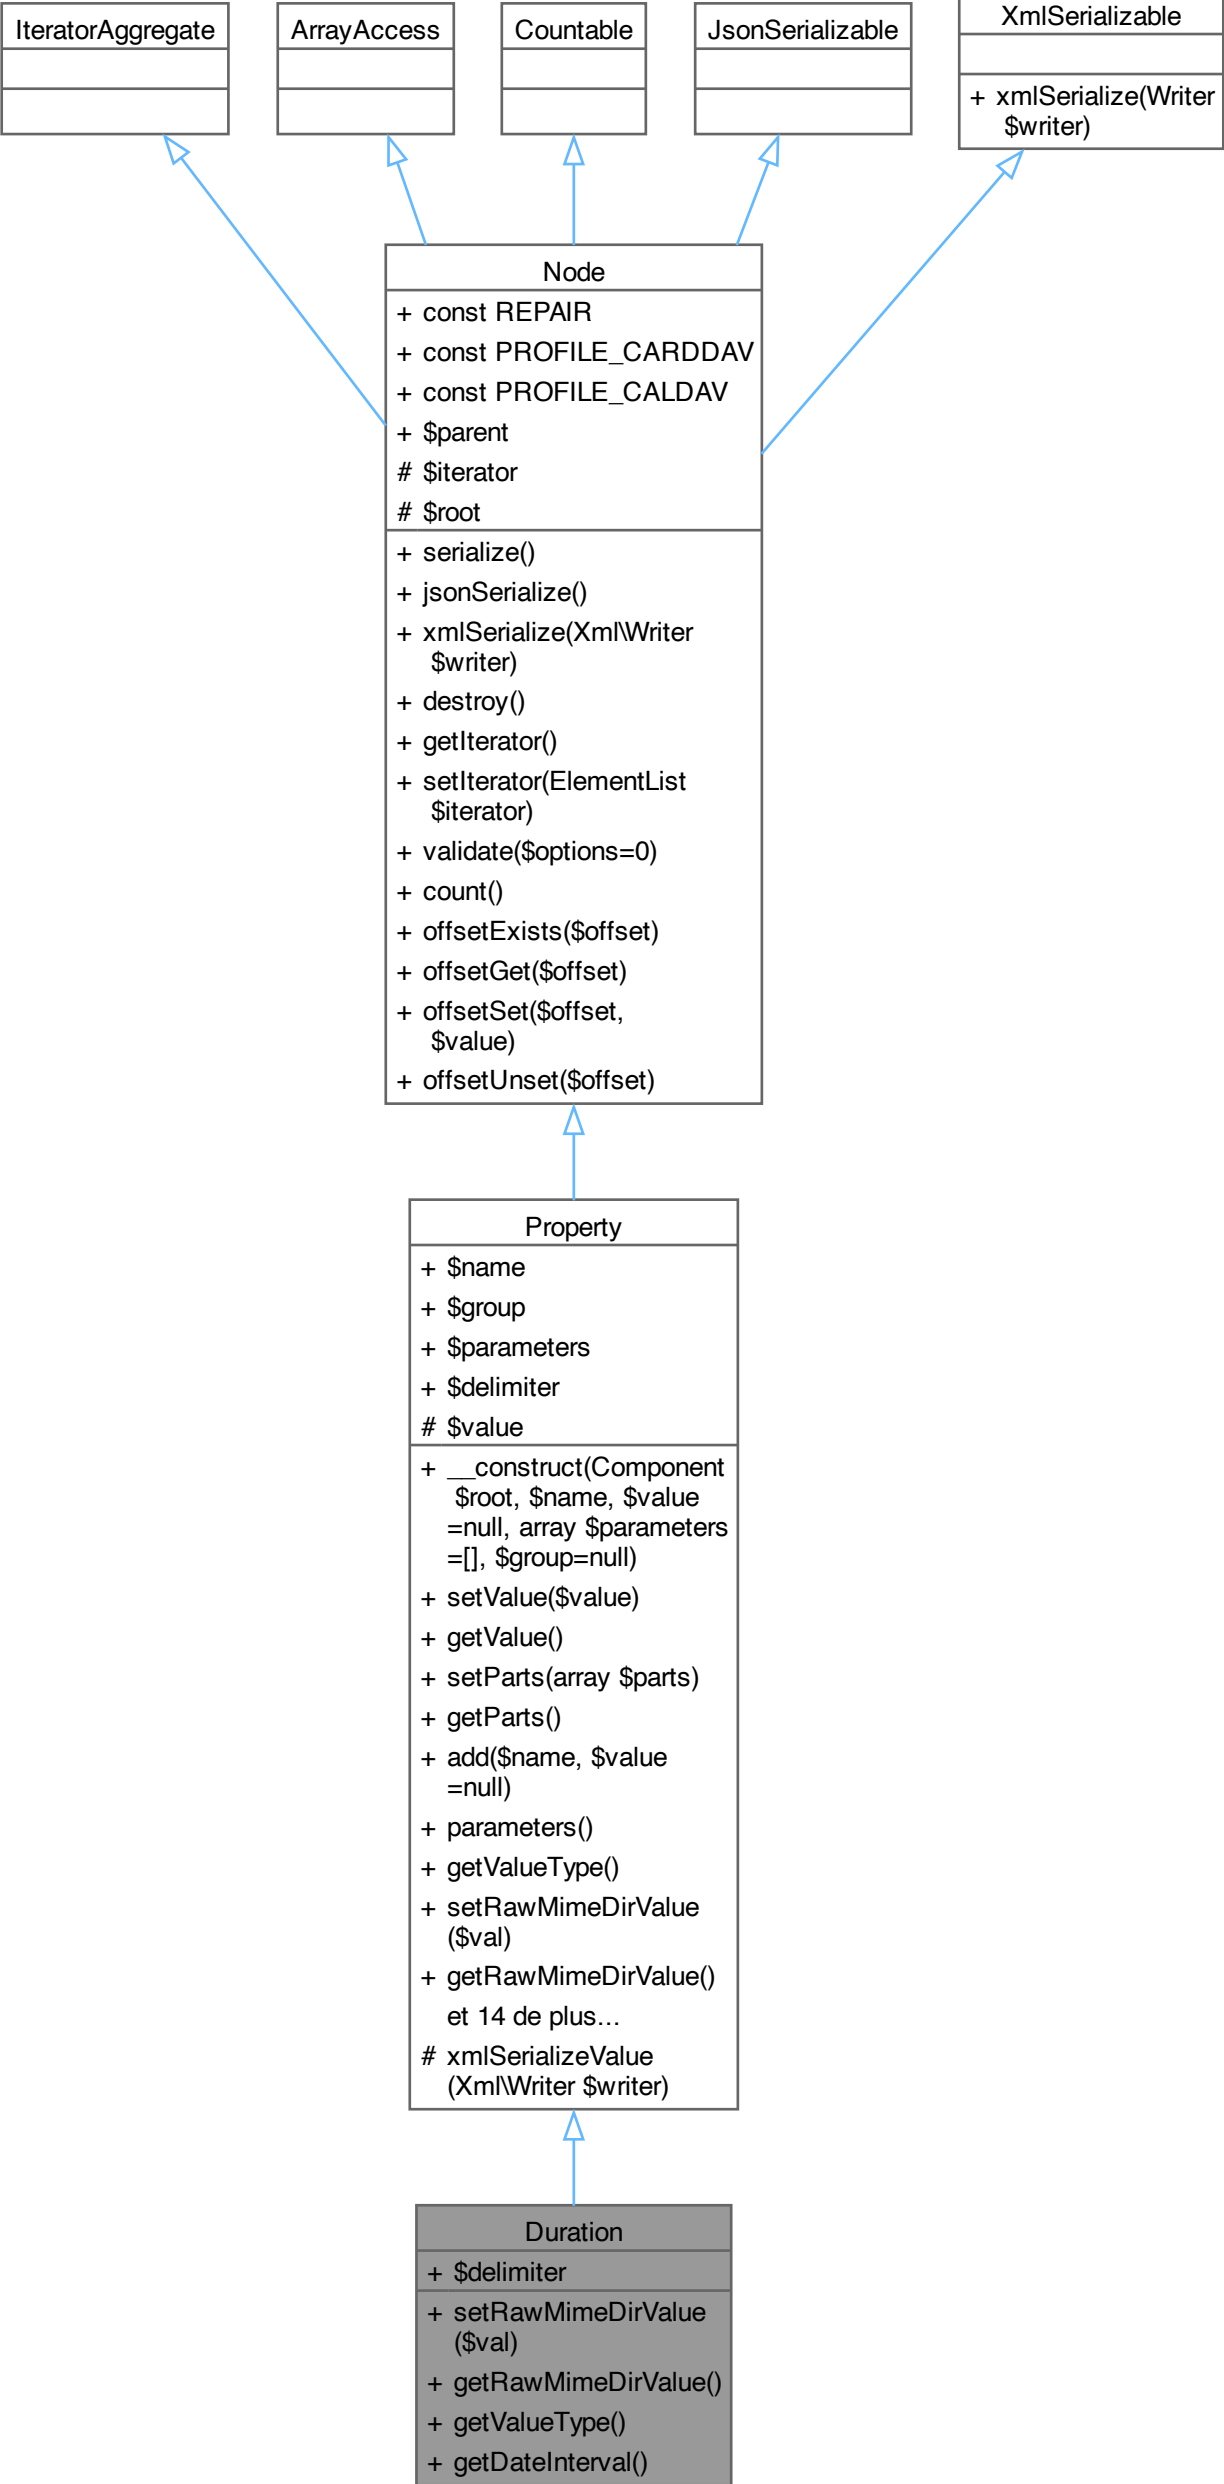 IteratorAggregate
ArrayAccess
Countable
JsonSerializable
XmlSerializable
+ xmlSerialize(Writer
$writer)
Node
+ const REPAIR
+ const PROFILE_CARDDAV
+ const PROFILE_CALDAV
+ $parent
# $iterator
# $root
+ serialize()
+ jsonSerialize()
+ xmlSerialize(Xml\Writer
$writer)
+ destroy()
+ getIterator()
+ setIterator(ElementList
$iterator)
+ validate($options=0)
+ count()
+ offsetExists($offset)
+ offsetGet($offset)
+ offsetSet($offset,
$value)
+ offsetUnset($offset)
Property
+ $name
+ $group
+ $parameters
+ $delimiter
# $value
+ __construct(Component
$root, $name, $value
=null, array $parameters
=[], $group=null)
+ setValue($value)
+ getValue()
+ setParts(array $parts)
+ getParts()
+ add($name, $value
=null)
+ parameters()
+ getValueType()
+ setRawMimeDirValue
($val)
+ getRawMimeDirValue()
et 14 de plus...
# xmlSerializeValue
(Xml\Writer $writer)
Duration
+ $delimiter
+ setRawMimeDirValue
($val)
+ getRawMimeDirValue()
+ getValueType()
+ getDateInterval()